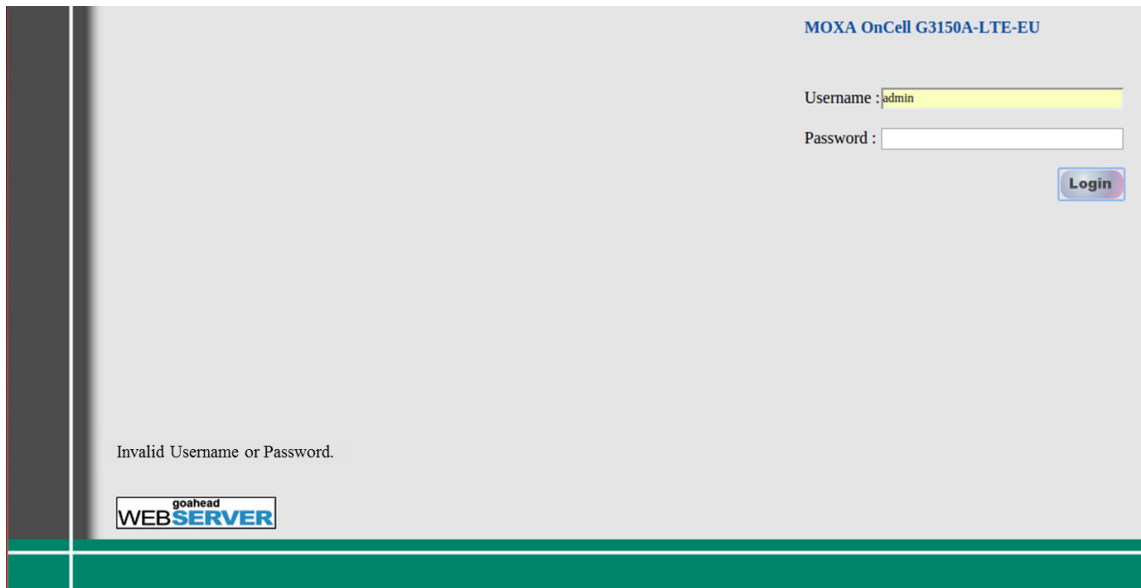 MOXA OnCell G3150A-LTE-EU
Username : admin
Password :
Login
Invalid Username or Password.
goahead
WEBSERVER